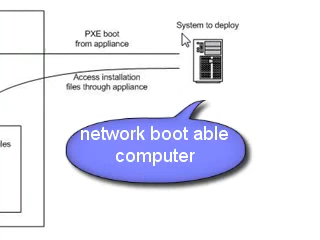 System to deploy
PXE boot
from appliance
Access installation
files through appliance
les
network boot able
computer